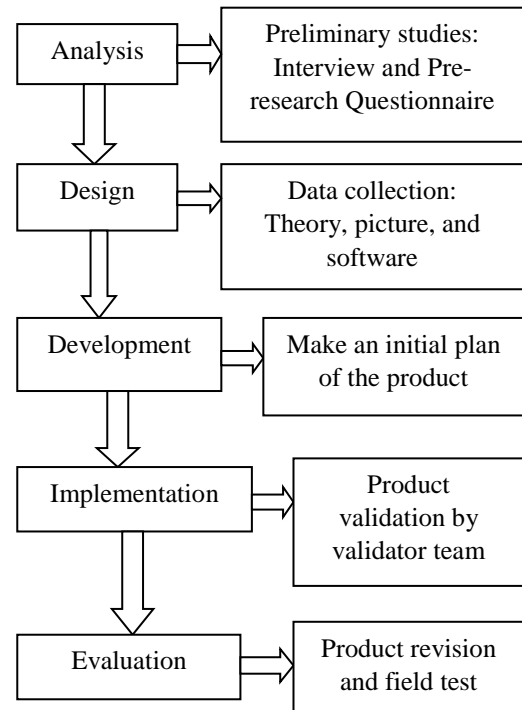 Analysis
Preliminary studies:
Interview and Pre-
research Questionnaire
Design
Data collection:
Theory, picture, and
software
Development
Make an initial plan
of the product
Implementation
Product
validation by
validator team
Evaluation
Product revision
and field test